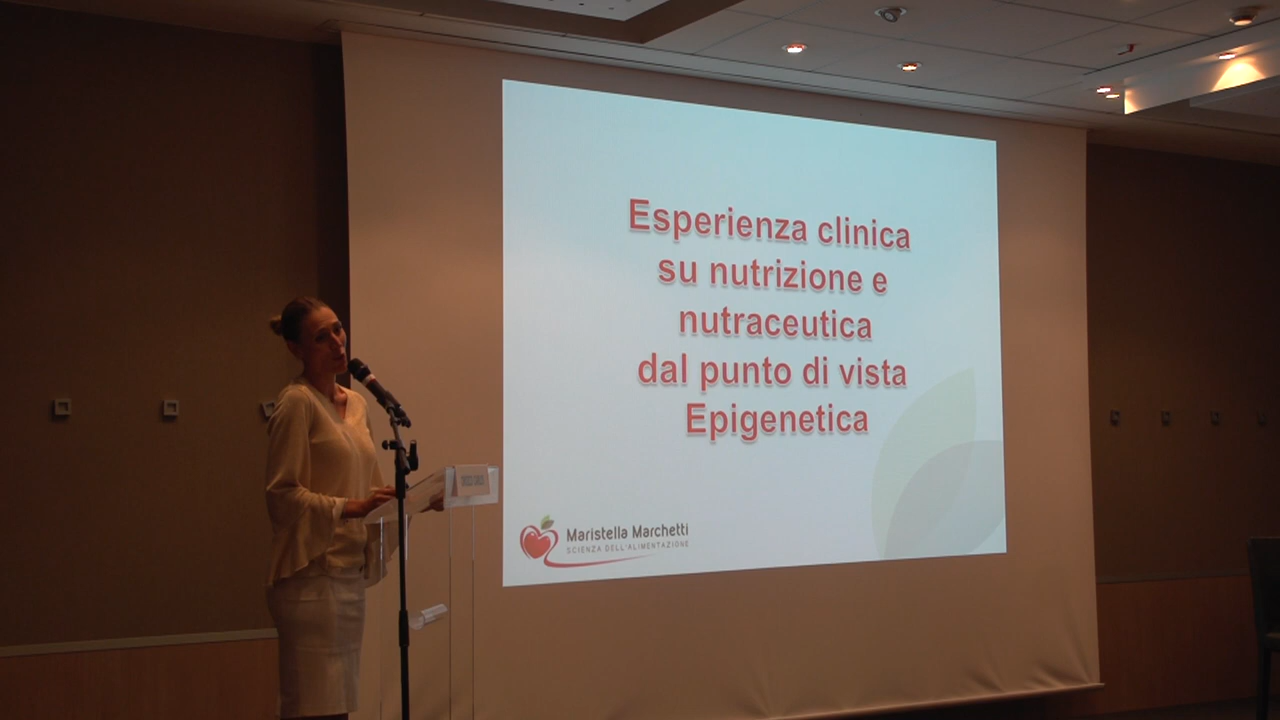 Esperienza clinica
su nutrizione e
nutraceutica
dal punto di vista
Epigenetica
Maristella Marchetti
SCIENZA DELL'ALIMENTAZIONE